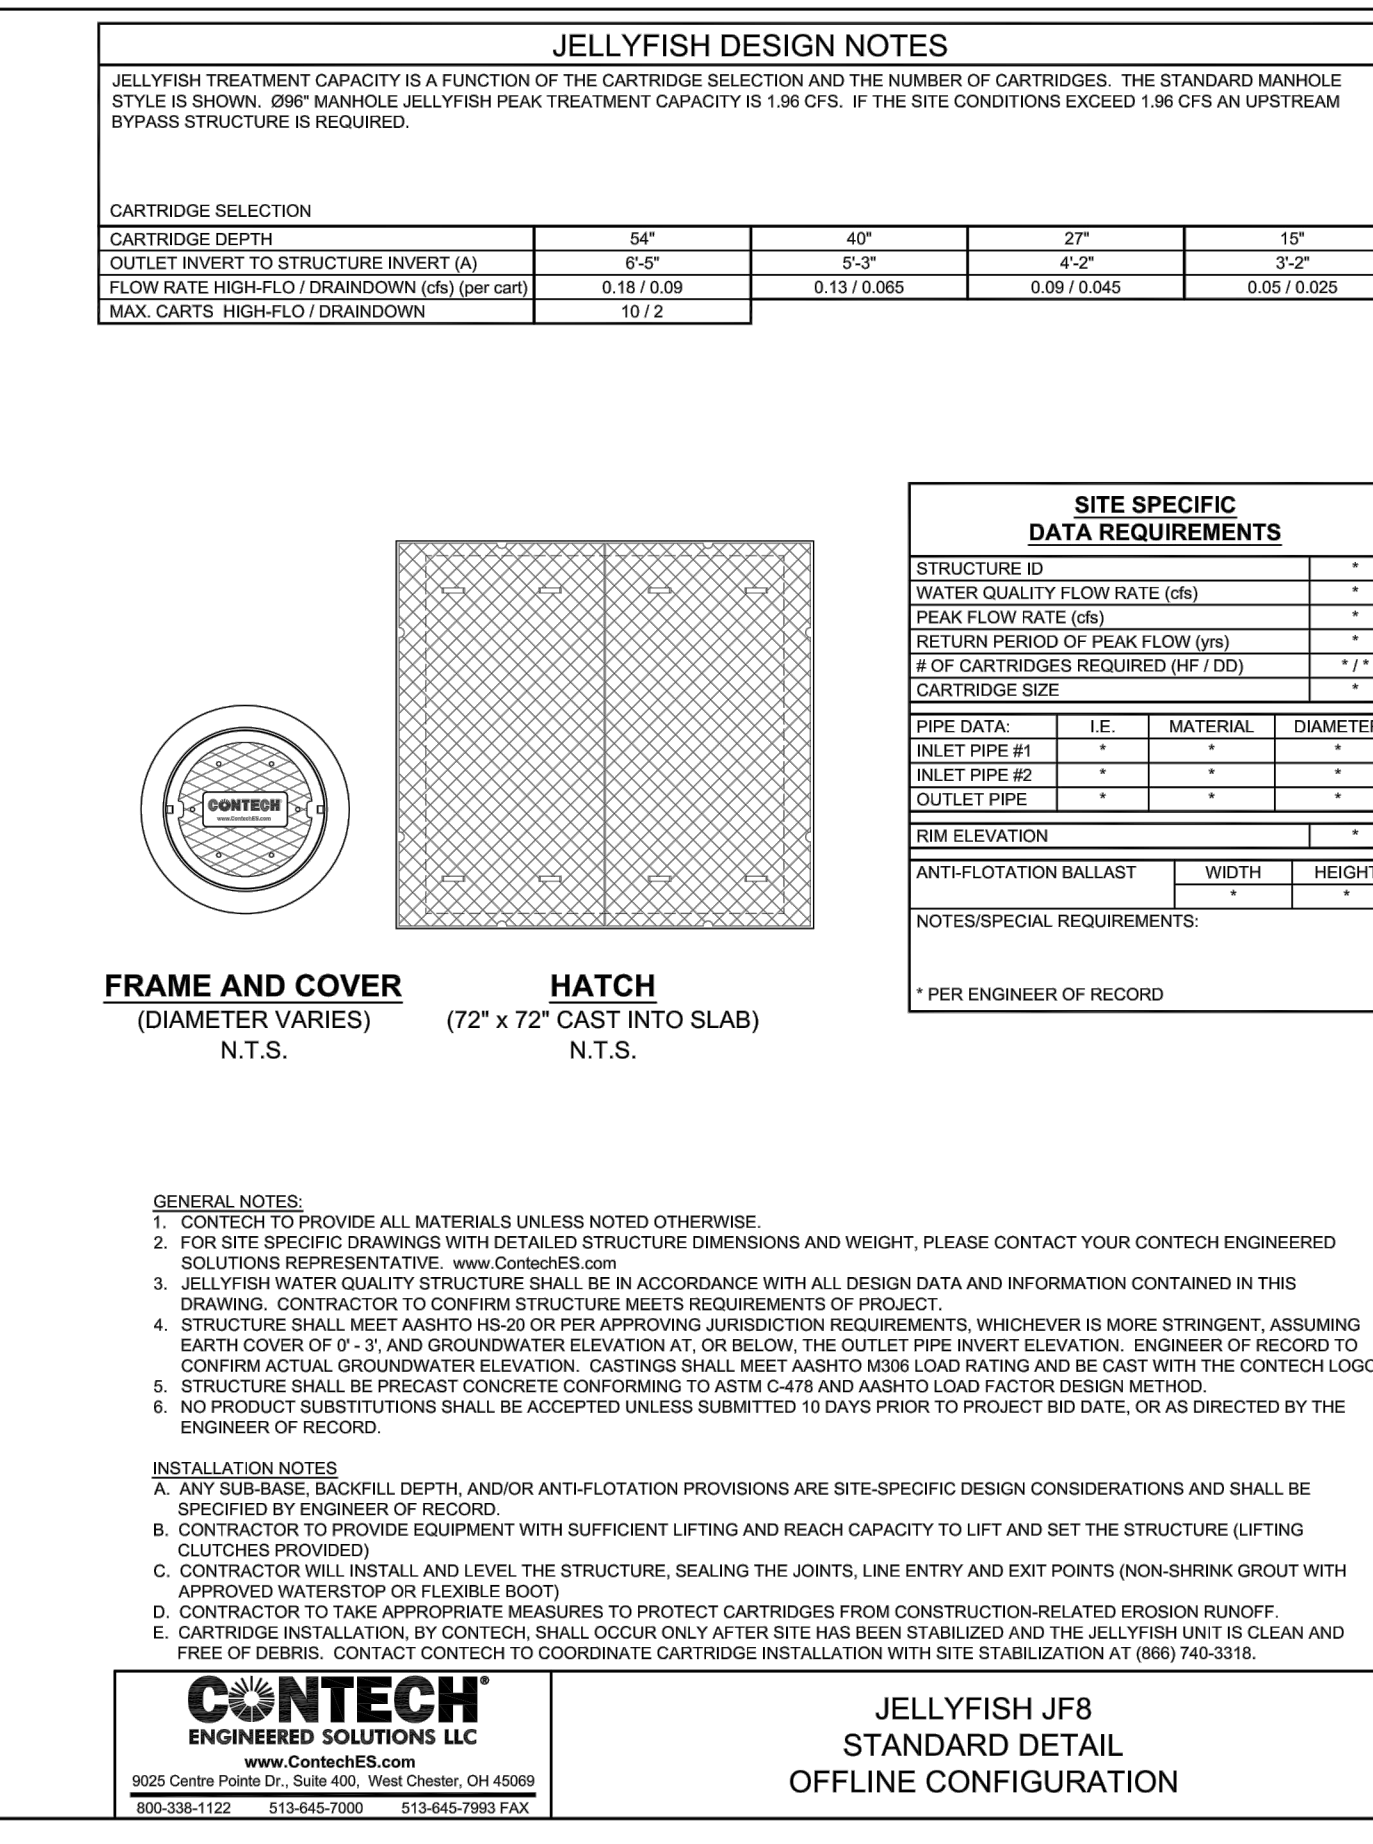 JELLYFISH DESIGN NOTES
JELLYFISH TREATMENT CAPACITY IS A FUNCTION OF THE CARTRIDGE SELECTION AND THE NUMBER OF CARTRIDGES. THE STANDARD MANHOLE
STYLE IS SHOWN. Ø96" MANHOLE JELLYFISH PEAK TREATMENT CAPACITY IS 1.96 CFS. IF THE SITE CONDITIONS EXCEED 1.96 CFS AN UPSTREAM
BYPASS STRUCTURE IS REQUIRED.
CARTRIDGE SELECTION
CARTRIDGE DEPTH 54" 40" 27" 15"
OUTLET INVERT TO STRUCTURE INVERT (A) 6'-5" 5'-3" 4'-2" 3'-2"
FLOW RATE HIGH-FLO / DRAINDOWN (cfs) (per cart) 0.18 / 0.09 0.13 / 0.065 0.09 / 0.045 0.05 / 0.025
MAX. CARTS HIGH-FLO / DRAINDOWN 10 / 2
CONTECH
www.ContechES.com
FRAME AND COVER
(DIAMETER VARIES)
N.T.S.
HATCH
(72" x 72" CAST INTO SLAB)
N.T.S.
SITE SPECIFIC
DATA REQUIREMENTS
STRUCTURE ID *
WATER QUALITY FLOW RATE (cfs) *
PEAK FLOW RATE (cfs) *
RETURN PERIOD OF PEAK FLOW (yrs) *
# OF CARTRIDGES REQUIRED (HF / DD) * / *
CARTRIDGE SIZE *
PIPE DATA: I.E. MATERIAL DIAMETER
INLET PIPE #1 * * *
INLET PIPE #2 * * *
OUTLET PIPE * * *
RIM ELEVATION *
ANTI-FLOTATION BALLAST WIDTH HEIGHT
* *
NOTES/SPECIAL REQUIREMENTS:
* PER ENGINEER OF RECORD
GENERAL NOTES:
1. CONTECH TO PROVIDE ALL MATERIALS UNLESS NOTED OTHERWISE.
2. FOR SITE SPECIFIC DRAWINGS WITH DETAILED STRUCTURE DIMENSIONS AND WEIGHT, PLEASE CONTACT YOUR CONTECH ENGINEERED
SOLUTIONS REPRESENTATIVE. www.ContechES.com
3. JELLYFISH WATER QUALITY STRUCTURE SHALL BE IN ACCORDANCE WITH ALL DESIGN DATA AND INFORMATION CONTAINED IN THIS
DRAWING. CONTRACTOR TO CONFIRM STRUCTURE MEETS REQUIREMENTS OF PROJECT.
4. STRUCTURE SHALL MEET AASHTO HS-20 OR PER APPROVING JURISDICTION REQUIREMENTS, WHICHEVER IS MORE STRINGENT, ASSUMING
EARTH COVER OF 0' - 3', AND GROUNDWATER ELEVATION AT, OR BELOW, THE OUTLET PIPE INVERT ELEVATION. ENGINEER OF RECORD TO
CONFIRM ACTUAL GROUNDWATER ELEVATION. CASTINGS SHALL MEET AASHTO M306 LOAD RATING AND BE CAST WITH THE CONTECH LOGO
5. STRUCTURE SHALL BE PRECAST CONCRETE CONFORMING TO ASTM C-478 AND AASHTO LOAD FACTOR DESIGN METHOD.
6. NO PRODUCT SUBSTITUTIONS SHALL BE ACCEPTED UNLESS SUBMITTED 10 DAYS PRIOR TO PROJECT BID DATE, OR AS DIRECTED BY THE
ENGINEER OF RECORD.
INSTALLATION NOTES
A. ANY SUB-BASE, BACKFILL DEPTH, AND/OR ANTI-FLOTATION PROVISIONS ARE SITE-SPECIFIC DESIGN CONSIDERATIONS AND SHALL BE
SPECIFIED BY ENGINEER OF RECORD.
B. CONTRACTOR TO PROVIDE EQUIPMENT WITH SUFFICIENT LIFTING AND REACH CAPACITY TO LIFT AND SET THE STRUCTURE (LIFTING
CLUTCHES PROVIDED)
C. CONTRACTOR WILL INSTALL AND LEVEL THE STRUCTURE, SEALING THE JOINTS, LINE ENTRY AND EXIT POINTS (NON-SHRINK GROUT WITH
APPROVED WATERSTOP OR FLEXIBLE BOOT)
D. CONTRACTOR TO TAKE APPROPRIATE MEASURES TO PROTECT CARTRIDGES FROM CONSTRUCTION-RELATED EROSION RUNOFF.
E. CARTRIDGE INSTALLATION, BY CONTECH, SHALL OCCUR ONLY AFTER SITE HAS BEEN STABILIZED AND THE JELLYFISH UNIT IS CLEAN AND
FREE OF DEBRIS. CONTACT CONTECH TO COORDINATE CARTRIDGE INSTALLATION WITH SITE STABILIZATION AT (866) 740-3318.
CONTECH®
ENGINEERED SOLUTIONS LLC
www.ContechES.com
9025 Centre Pointe Dr., Suite 400, West Chester, OH 45069
800-338-1122 513-645-7000 513-645-7993 FAX
JELLYFISH JF8
STANDARD DETAIL
OFFLINE CONFIGURATION